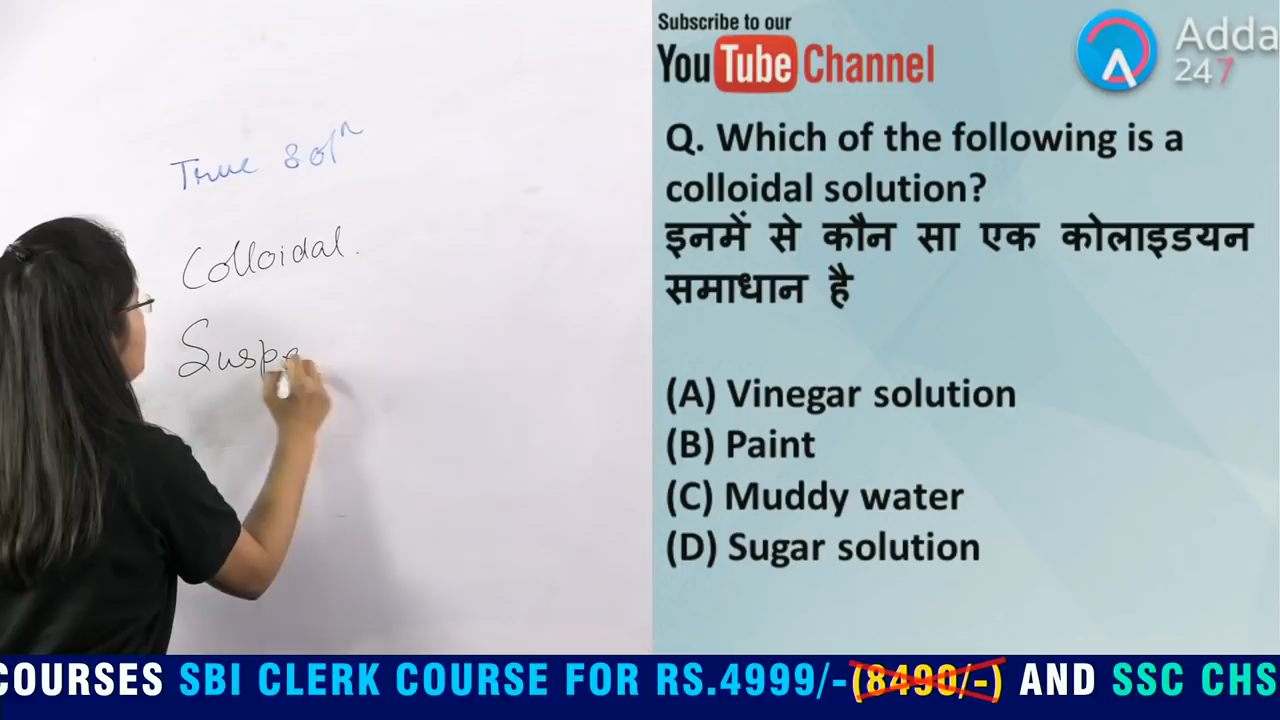 True Solⁿ
Colloidal.
Suspe
Subscribe to our
YouTube Channel
Adda
247
Q. Which of the following is a
colloidal solution?
इनमें से कौन सा एक कोलाइडयन
समाधान है
(A) Vinegar solution
(B) Paint
(C) Muddy water
(D) Sugar solution
COURSES SBI CLERK COURSE FOR RS.4999/-(8490/-) AND SSC CHS